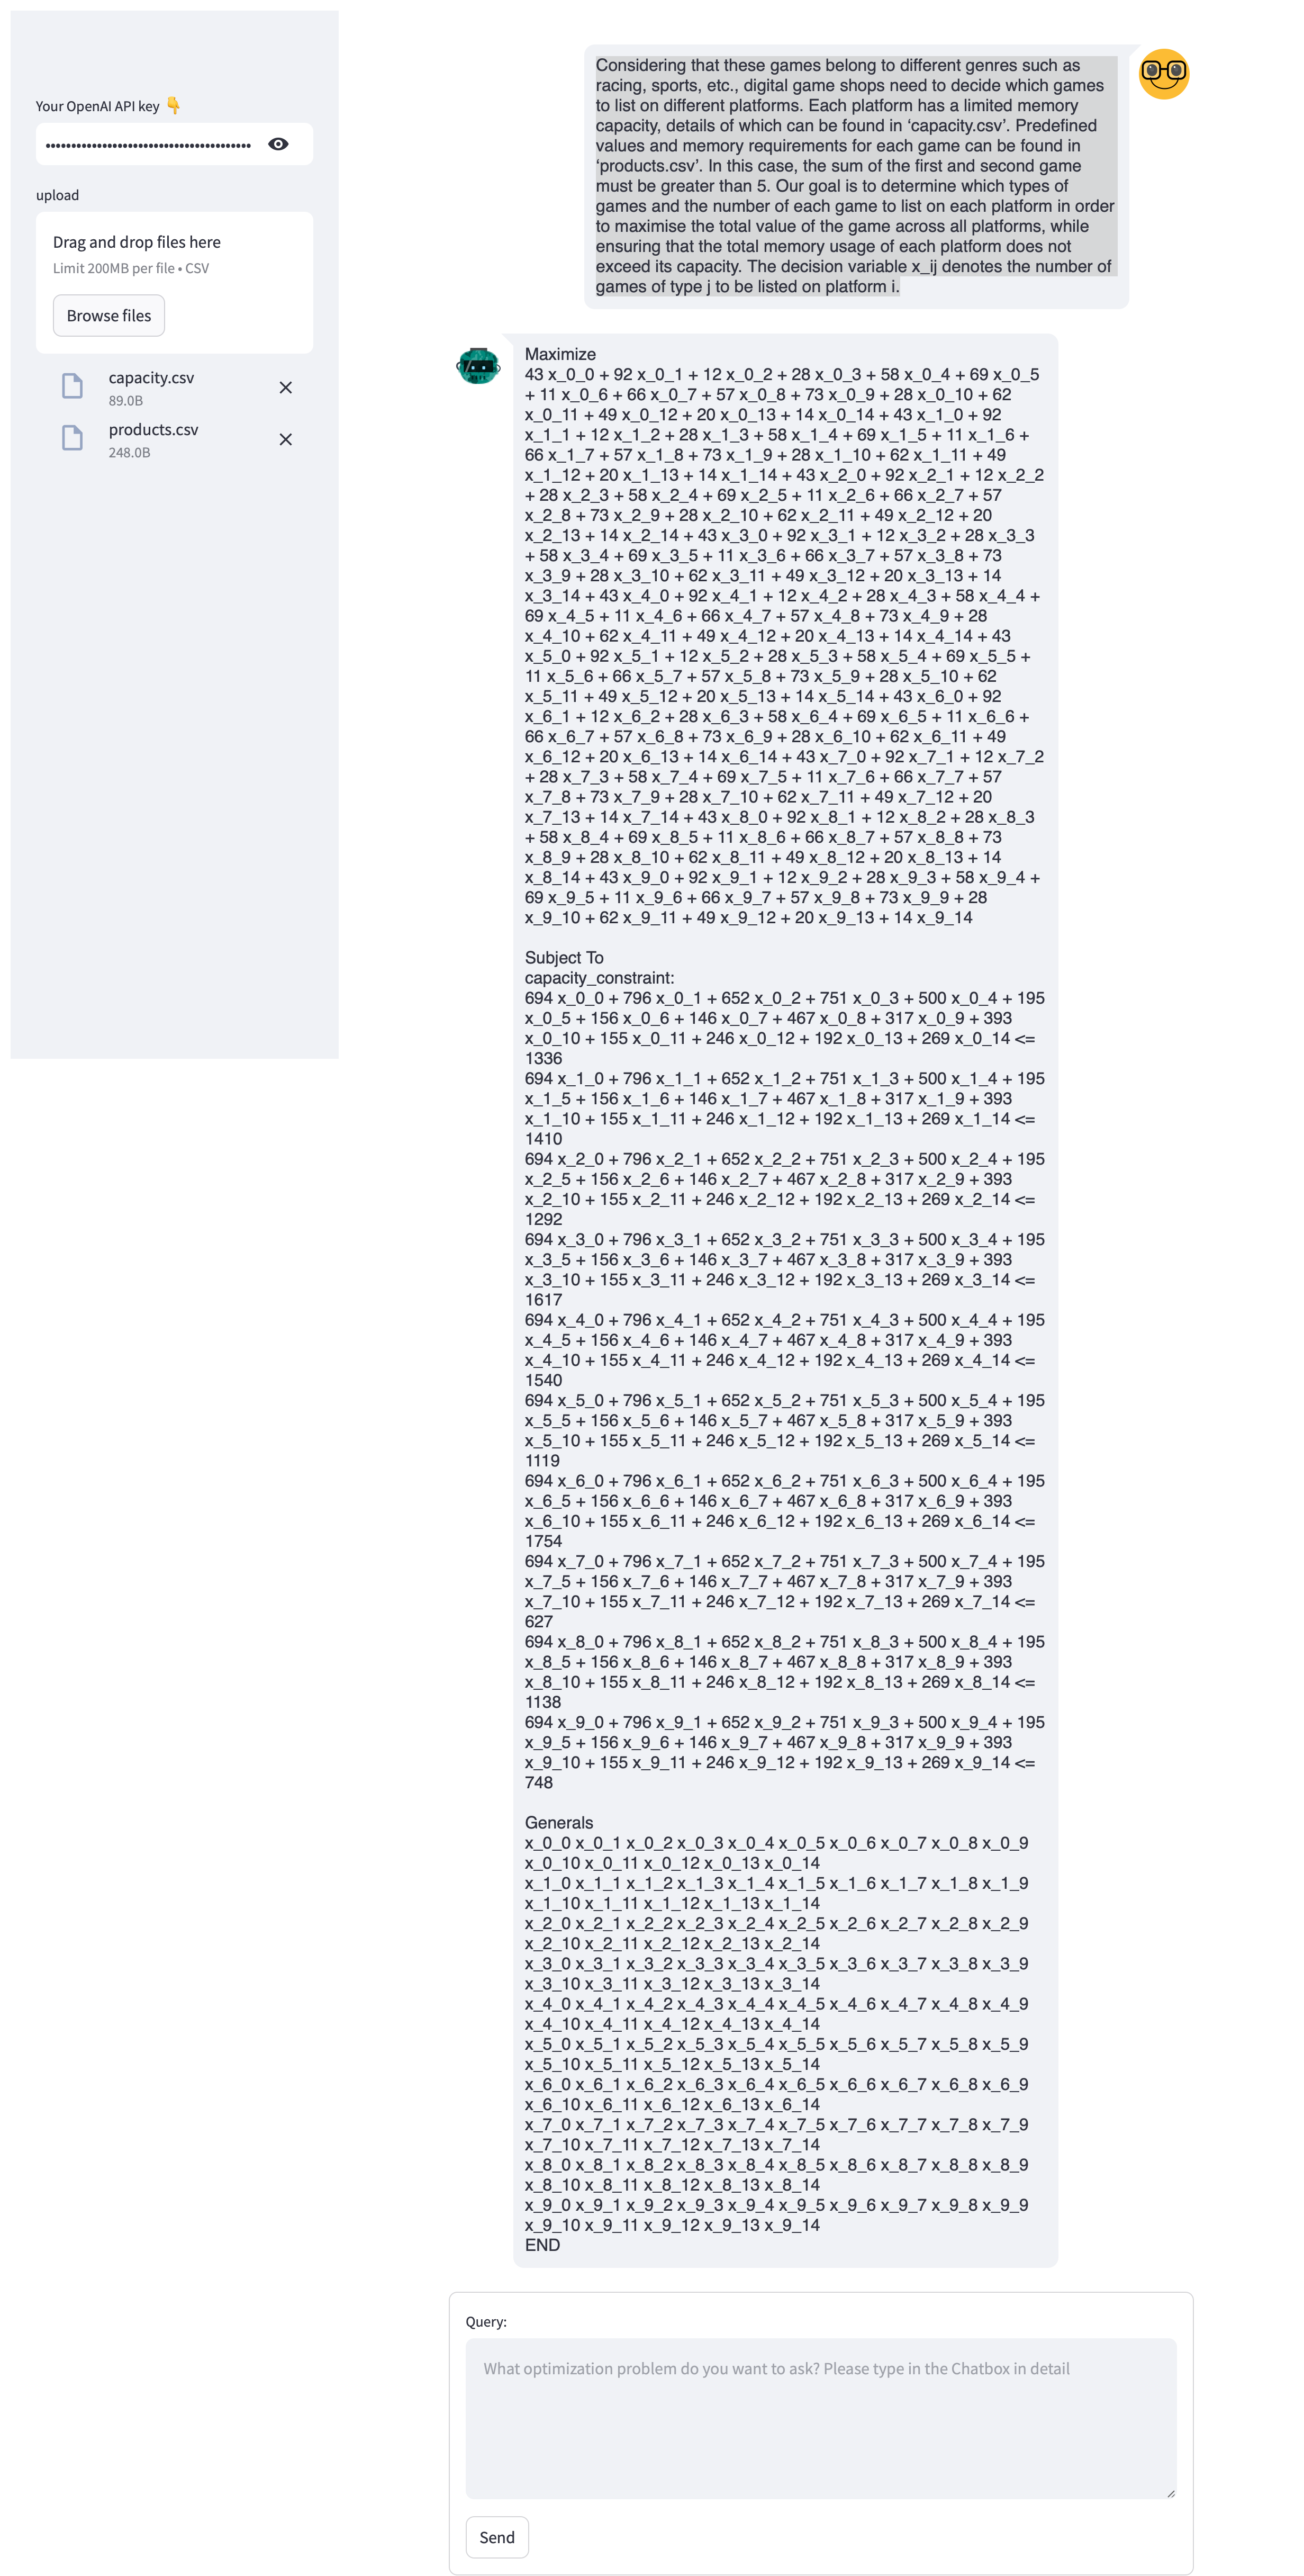 Your OpenAI API key 👇
••••••••••••••••••••••••••••••••••••••••
upload
Drag and drop files here
Limit 200MB per file • CSV
Browse files
capacity.csv
89.0B
products.csv
248.0B
Considering that these games belong to different genres such as
racing, sports, etc., digital game shops need to decide which games
to list on different platforms. Each platform has a limited memory
capacity, details of which can be found in ‘capacity.csv’. Predefined
values and memory requirements for each game can be found in
‘products.csv’. In this case, the sum of the first and second game
must be greater than 5. Our goal is to determine which types of
games and the number of each game to list on each platform in order
to maximise the total value of the game across all platforms, while
ensuring that the total memory usage of each platform does not
exceed its capacity. The decision variable x_ij denotes the number of
games of type j to be listed on platform i.
Maximize
43 x_0_0 + 92 x_0_1 + 12 x_0_2 + 28 x_0_3 + 58 x_0_4 + 69 x_0_5
+ 11 x_0_6 + 66 x_0_7 + 57 x_0_8 + 73 x_0_9 + 28 x_0_10 + 62
x_0_11 + 49 x_0_12 + 20 x_0_13 + 14 x_0_14 + 43 x_1_0 + 92
x_1_1 + 12 x_1_2 + 28 x_1_3 + 58 x_1_4 + 69 x_1_5 + 11 x_1_6 +
66 x_1_7 + 57 x_1_8 + 73 x_1_9 + 28 x_1_10 + 62 x_1_11 + 49
x_1_12 + 20 x_1_13 + 14 x_1_14 + 43 x_2_0 + 92 x_2_1 + 12 x_2_2
+ 28 x_2_3 + 58 x_2_4 + 69 x_2_5 + 11 x_2_6 + 66 x_2_7 + 57
x_2_8 + 73 x_2_9 + 28 x_2_10 + 62 x_2_11 + 49 x_2_12 + 20
x_2_13 + 14 x_2_14 + 43 x_3_0 + 92 x_3_1 + 12 x_3_2 + 28 x_3_3
+ 58 x_3_4 + 69 x_3_5 + 11 x_3_6 + 66 x_3_7 + 57 x_3_8 + 73
x_3_9 + 28 x_3_10 + 62 x_3_11 + 49 x_3_12 + 20 x_3_13 + 14
x_3_14 + 43 x_4_0 + 92 x_4_1 + 12 x_4_2 + 28 x_4_3 + 58 x_4_4 +
69 x_4_5 + 11 x_4_6 + 66 x_4_7 + 57 x_4_8 + 73 x_4_9 + 28
x_4_10 + 62 x_4_11 + 49 x_4_12 + 20 x_4_13 + 14 x_4_14 + 43
x_5_0 + 92 x_5_1 + 12 x_5_2 + 28 x_5_3 + 58 x_5_4 + 69 x_5_5 +
11 x_5_6 + 66 x_5_7 + 57 x_5_8 + 73 x_5_9 + 28 x_5_10 + 62
x_5_11 + 49 x_5_12 + 20 x_5_13 + 14 x_5_14 + 43 x_6_0 + 92
x_6_1 + 12 x_6_2 + 28 x_6_3 + 58 x_6_4 + 69 x_6_5 + 11 x_6_6 +
66 x_6_7 + 57 x_6_8 + 73 x_6_9 + 28 x_6_10 + 62 x_6_11 + 49
x_6_12 + 20 x_6_13 + 14 x_6_14 + 43 x_7_0 + 92 x_7_1 + 12 x_7_2
+ 28 x_7_3 + 58 x_7_4 + 69 x_7_5 + 11 x_7_6 + 66 x_7_7 + 57
x_7_8 + 73 x_7_9 + 28 x_7_10 + 62 x_7_11 + 49 x_7_12 + 20
x_7_13 + 14 x_7_14 + 43 x_8_0 + 92 x_8_1 + 12 x_8_2 + 28 x_8_3
+ 58 x_8_4 + 69 x_8_5 + 11 x_8_6 + 66 x_8_7 + 57 x_8_8 + 73
x_8_9 + 28 x_8_10 + 62 x_8_11 + 49 x_8_12 + 20 x_8_13 + 14
x_8_14 + 43 x_9_0 + 92 x_9_1 + 12 x_9_2 + 28 x_9_3 + 58 x_9_4 +
69 x_9_5 + 11 x_9_6 + 66 x_9_7 + 57 x_9_8 + 73 x_9_9 + 28
x_9_10 + 62 x_9_11 + 49 x_9_12 + 20 x_9_13 + 14 x_9_14
Subject To
capacity_constraint:
694 x_0_0 + 796 x_0_1 + 652 x_0_2 + 751 x_0_3 + 500 x_0_4 + 195
x_0_5 + 156 x_0_6 + 146 x_0_7 + 467 x_0_8 + 317 x_0_9 + 393
x_0_10 + 155 x_0_11 + 246 x_0_12 + 192 x_0_13 + 269 x_0_14 <=
1336
694 x_1_0 + 796 x_1_1 + 652 x_1_2 + 751 x_1_3 + 500 x_1_4 + 195
x_1_5 + 156 x_1_6 + 146 x_1_7 + 467 x_1_8 + 317 x_1_9 + 393
x_1_10 + 155 x_1_11 + 246 x_1_12 + 192 x_1_13 + 269 x_1_14 <=
1410
694 x_2_0 + 796 x_2_1 + 652 x_2_2 + 751 x_2_3 + 500 x_2_4 + 195
x_2_5 + 156 x_2_6 + 146 x_2_7 + 467 x_2_8 + 317 x_2_9 + 393
x_2_10 + 155 x_2_11 + 246 x_2_12 + 192 x_2_13 + 269 x_2_14 <=
1292
694 x_3_0 + 796 x_3_1 + 652 x_3_2 + 751 x_3_3 + 500 x_3_4 + 195
x_3_5 + 156 x_3_6 + 146 x_3_7 + 467 x_3_8 + 317 x_3_9 + 393
x_3_10 + 155 x_3_11 + 246 x_3_12 + 192 x_3_13 + 269 x_3_14 <=
1617
694 x_4_0 + 796 x_4_1 + 652 x_4_2 + 751 x_4_3 + 500 x_4_4 + 195
x_4_5 + 156 x_4_6 + 146 x_4_7 + 467 x_4_8 + 317 x_4_9 + 393
x_4_10 + 155 x_4_11 + 246 x_4_12 + 192 x_4_13 + 269 x_4_14 <=
1540
694 x_5_0 + 796 x_5_1 + 652 x_5_2 + 751 x_5_3 + 500 x_5_4 + 195
x_5_5 + 156 x_5_6 + 146 x_5_7 + 467 x_5_8 + 317 x_5_9 + 393
x_5_10 + 155 x_5_11 + 246 x_5_12 + 192 x_5_13 + 269 x_5_14 <=
1119
694 x_6_0 + 796 x_6_1 + 652 x_6_2 + 751 x_6_3 + 500 x_6_4 + 195
x_6_5 + 156 x_6_6 + 146 x_6_7 + 467 x_6_8 + 317 x_6_9 + 393
x_6_10 + 155 x_6_11 + 246 x_6_12 + 192 x_6_13 + 269 x_6_14 <=
1754
694 x_7_0 + 796 x_7_1 + 652 x_7_2 + 751 x_7_3 + 500 x_7_4 + 195
x_7_5 + 156 x_7_6 + 146 x_7_7 + 467 x_7_8 + 317 x_7_9 + 393
x_7_10 + 155 x_7_11 + 246 x_7_12 + 192 x_7_13 + 269 x_7_14 <=
627
694 x_8_0 + 796 x_8_1 + 652 x_8_2 + 751 x_8_3 + 500 x_8_4 + 195
x_8_5 + 156 x_8_6 + 146 x_8_7 + 467 x_8_8 + 317 x_8_9 + 393
x_8_10 + 155 x_8_11 + 246 x_8_12 + 192 x_8_13 + 269 x_8_14 <=
1138
694 x_9_0 + 796 x_9_1 + 652 x_9_2 + 751 x_9_3 + 500 x_9_4 + 195
x_9_5 + 156 x_9_6 + 146 x_9_7 + 467 x_9_8 + 317 x_9_9 + 393
x_9_10 + 155 x_9_11 + 246 x_9_12 + 192 x_9_13 + 269 x_9_14 <=
748
Generals
x_0_0 x_0_1 x_0_2 x_0_3 x_0_4 x_0_5 x_0_6 x_0_7 x_0_8 x_0_9
x_0_10 x_0_11 x_0_12 x_0_13 x_0_14
x_1_0 x_1_1 x_1_2 x_1_3 x_1_4 x_1_5 x_1_6 x_1_7 x_1_8 x_1_9
x_1_10 x_1_11 x_1_12 x_1_13 x_1_14
x_2_0 x_2_1 x_2_2 x_2_3 x_2_4 x_2_5 x_2_6 x_2_7 x_2_8 x_2_9
x_2_10 x_2_11 x_2_12 x_2_13 x_2_14
x_3_0 x_3_1 x_3_2 x_3_3 x_3_4 x_3_5 x_3_6 x_3_7 x_3_8 x_3_9
x_3_10 x_3_11 x_3_12 x_3_13 x_3_14
x_4_0 x_4_1 x_4_2 x_4_3 x_4_4 x_4_5 x_4_6 x_4_7 x_4_8 x_4_9
x_4_10 x_4_11 x_4_12 x_4_13 x_4_14
x_5_0 x_5_1 x_5_2 x_5_3 x_5_4 x_5_5 x_5_6 x_5_7 x_5_8 x_5_9
x_5_10 x_5_11 x_5_12 x_5_13 x_5_14
x_6_0 x_6_1 x_6_2 x_6_3 x_6_4 x_6_5 x_6_6 x_6_7 x_6_8 x_6_9
x_6_10 x_6_11 x_6_12 x_6_13 x_6_14
x_7_0 x_7_1 x_7_2 x_7_3 x_7_4 x_7_5 x_7_6 x_7_7 x_7_8 x_7_9
x_7_10 x_7_11 x_7_12 x_7_13 x_7_14
x_8_0 x_8_1 x_8_2 x_8_3 x_8_4 x_8_5 x_8_6 x_8_7 x_8_8 x_8_9
x_8_10 x_8_11 x_8_12 x_8_13 x_8_14
x_9_0 x_9_1 x_9_2 x_9_3 x_9_4 x_9_5 x_9_6 x_9_7 x_9_8 x_9_9
x_9_10 x_9_11 x_9_12 x_9_13 x_9_14
END
Query:
What optimization problem do you want to ask? Please type in the Chatbox in detail
Send